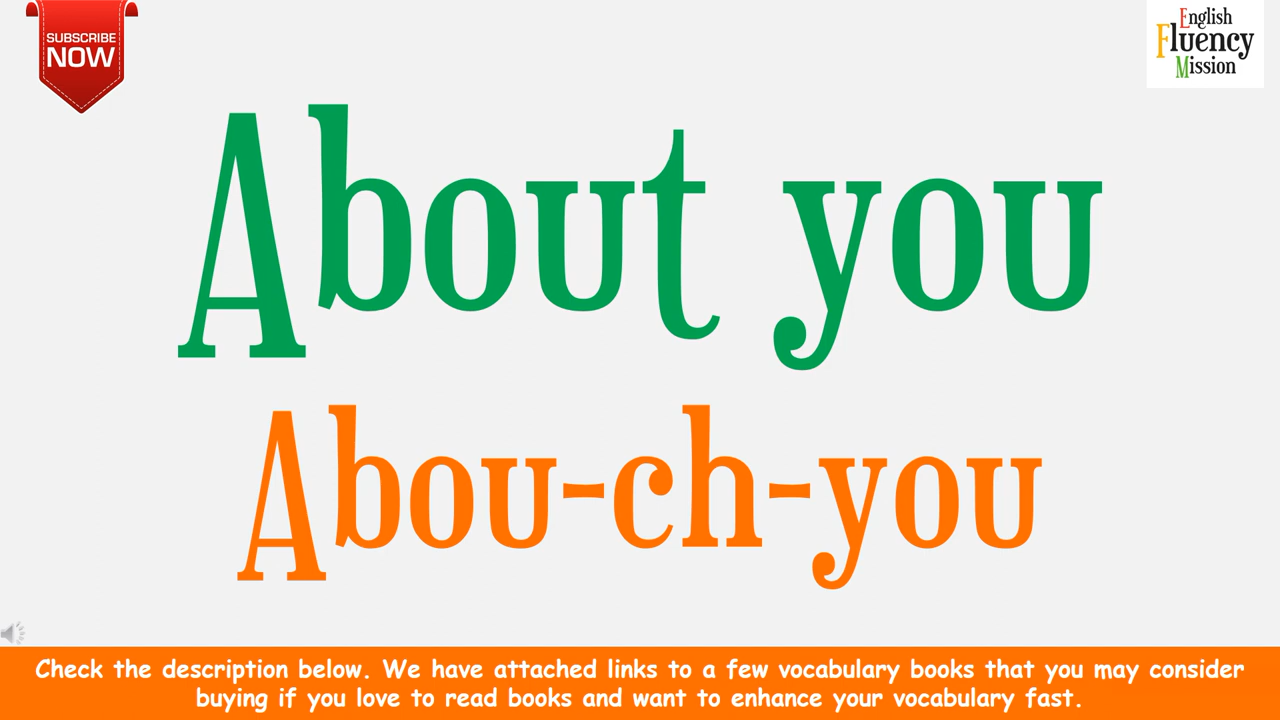 SUBSCRIBE
NOW
English
Fluency
Mission
About you
Abou-ch-you
Check the description below. We have attached links to a few vocabulary books that you may consider
buying if you love to read books and want to enhance your vocabulary fast.